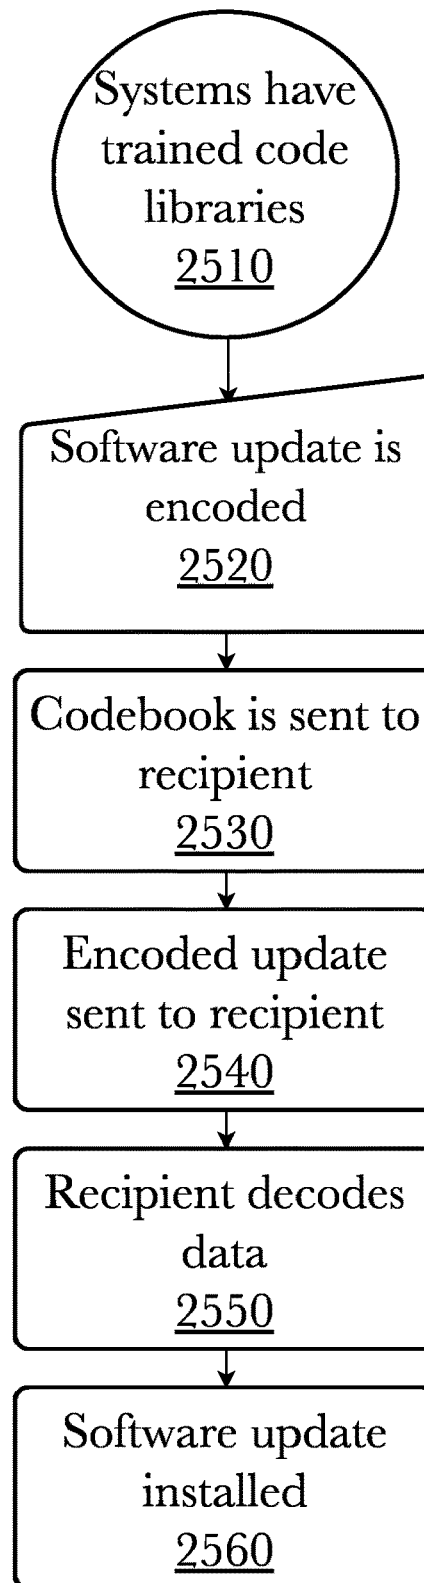 Systems have
trained code
libraries
2510
Software update is
encoded
2520
Codebook is sent to
recipient
2530
Encoded update
sent to recipient
2540
Recipient decodes
data
2550
Software update
installed
2560